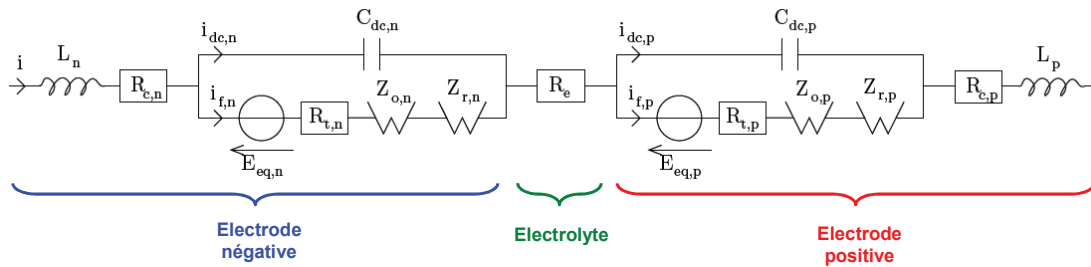 i
L_n
R_c,n
i_dc,n
C_dc,n
i_f,n
E_eq,n
R_t,n
Z_o,n
Z_r,n
R_e
i_dc,p
C_dc,p
i_f,p
E_eq,p
R_t,p
Z_o,p
Z_r,p
R_c,p
L_p
Electrode
négative
Electrolyte
Electrode
positive